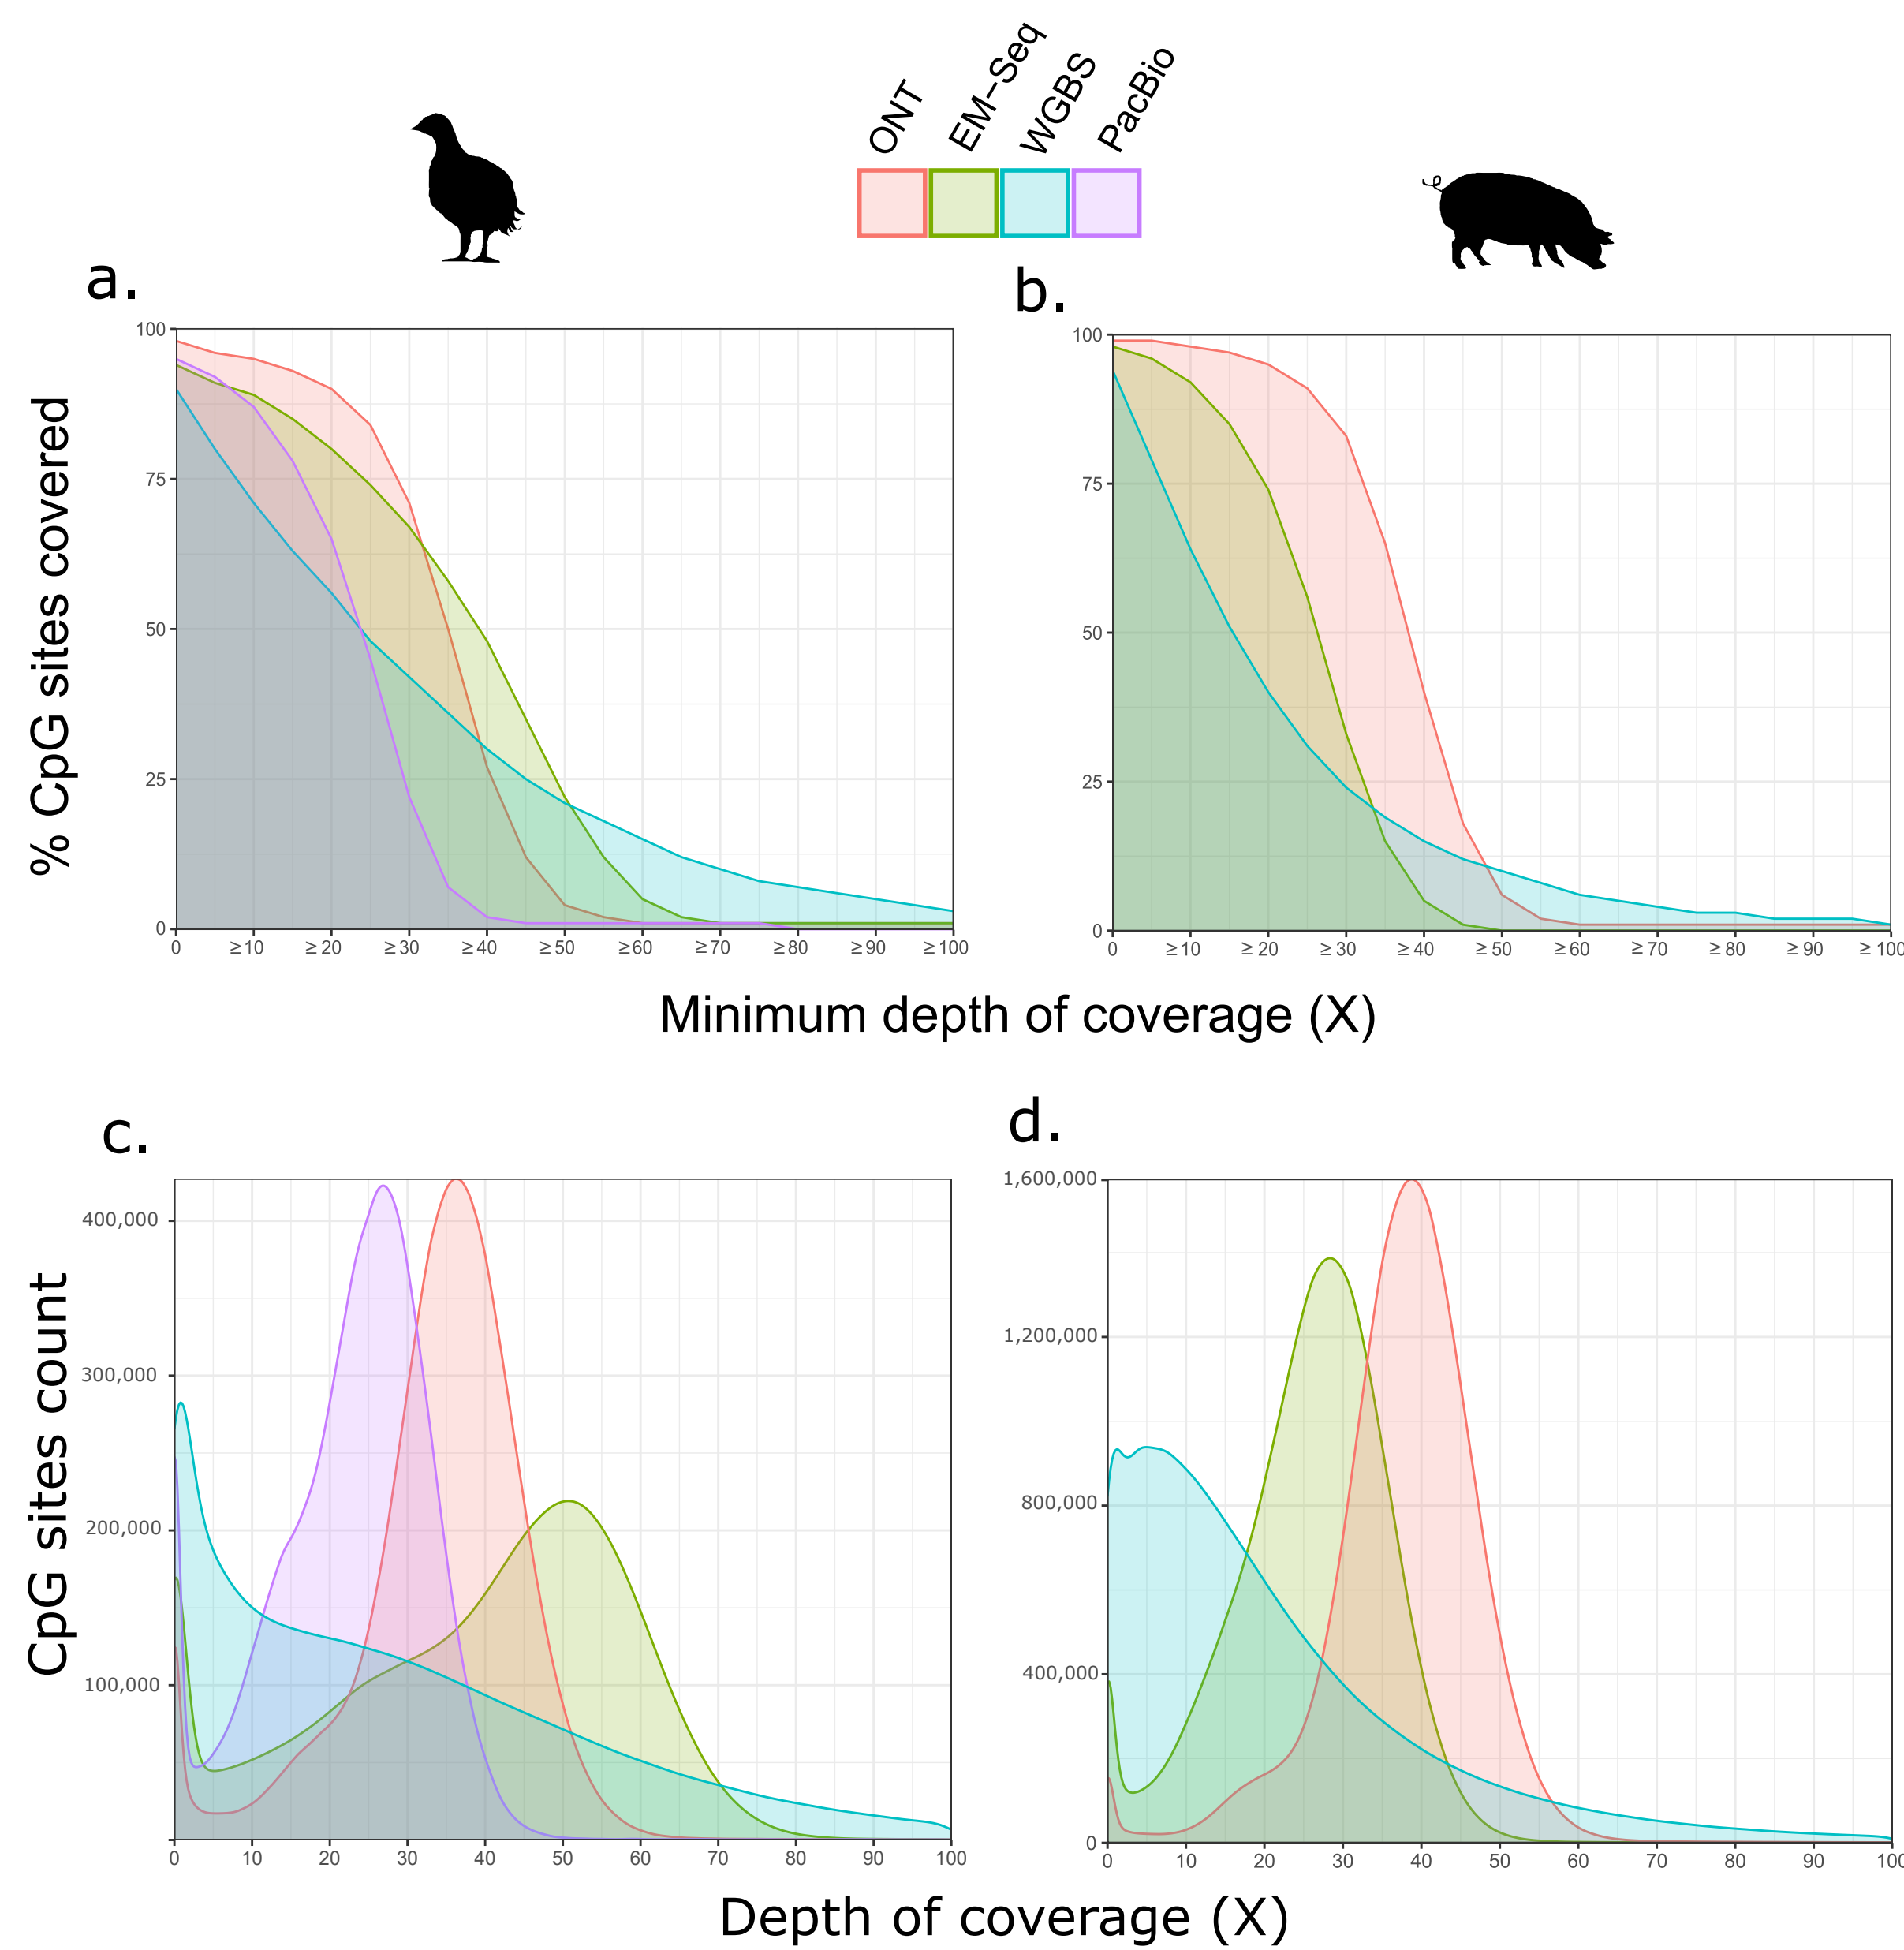 ONT EM−Seq WGBS PacBio
a.
b.
% CpG sites covered
100
75
50
25
0
0 ≥10 ≥20 ≥30 ≥40 ≥50 ≥60 ≥70 ≥80 ≥90 ≥100
100
75
50
25
0
0 ≥10 ≥20 ≥30 ≥40 ≥50 ≥60 ≥70 ≥80 ≥90 ≥100
Minimum depth of coverage (X)
c.
d.
CpG sites count
400,000
300,000
200,000
100,000
0 10 20 30 40 50 60 70 80 90 100
1,600,000
1,200,000
800,000
400,000
0
0 10 20 30 40 50 60 70 80 90 100
Depth of coverage (X)